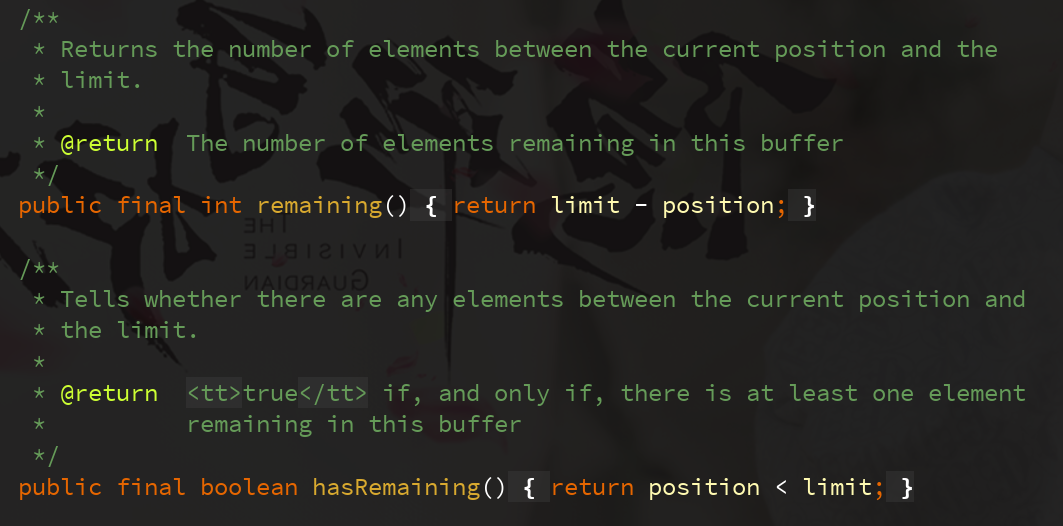 /**
 * Returns the number of elements between the current position and the
 * limit.
 *
 * @return  The number of elements remaining in this buffer
 */
public final int remaining() { return limit - position; }
THE
INVISIBLE
GUARDIAN
/**
 * Tells whether there are any elements between the current position and
 * the limit.
 *
 * @return  <tt>true</tt> if, and only if, there is at least one element
 *          remaining in this buffer
 */
public final boolean hasRemaining() { return position < limit; }